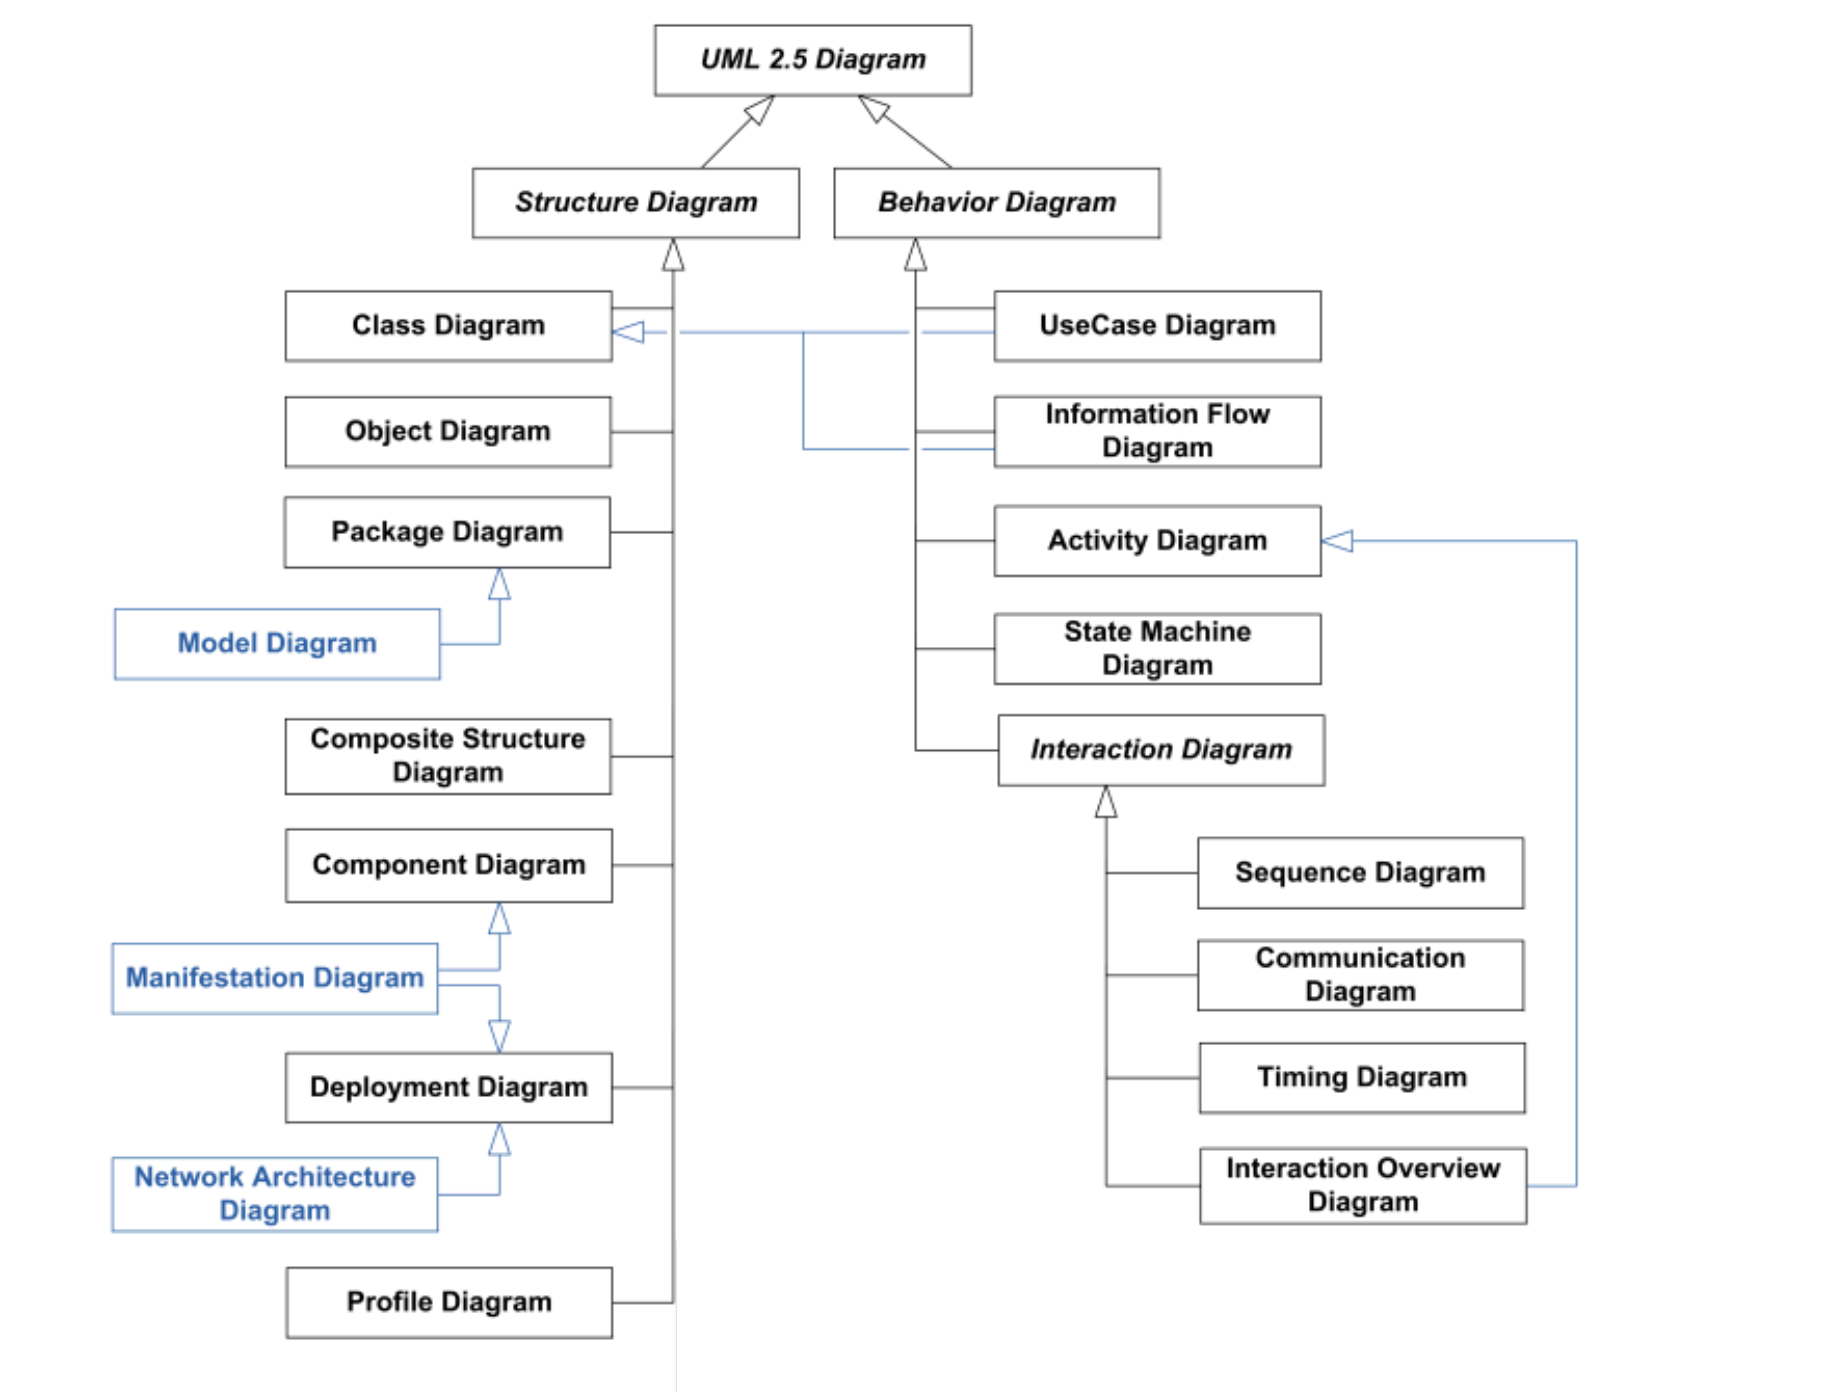 UML 2.5 Diagram
Structure Diagram
Behavior Diagram
Class Diagram
Object Diagram
Package Diagram
Model Diagram
Composite Structure
Diagram
Component Diagram
Manifestation Diagram
Deployment Diagram
Network Architecture
Diagram
Profile Diagram
UseCase Diagram
Information Flow
Diagram
Activity Diagram
State Machine
Diagram
Interaction Diagram
Sequence Diagram
Communication
Diagram
Timing Diagram
Interaction Overview
Diagram